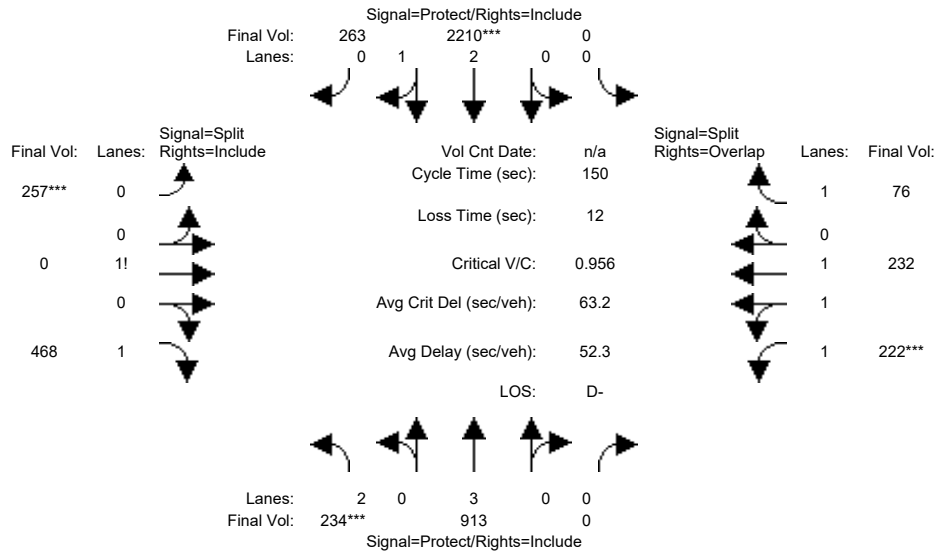 Signal=Protect/Rights=Include
Final Vol: 263 2210*** 0
Lanes: 0 1 2 0 0
Signal=Split Signal=Split
Final Vol: Lanes: Rights=Include Vol Cnt Date: n/a Rights=Overlap Lanes: Final Vol:
Cycle Time (sec): 150
257*** 0 1 76
Loss Time (sec): 12
0 0
0 1! Critical V/C: 0.956 1 232
0 Avg Crit Del (sec/veh): 63.2 1
468 1 Avg Delay (sec/veh): 52.3 1 222***
LOS: D-
Lanes: 2 0 3 0 0
Final Vol: 234*** 913 0
Signal=Protect/Rights=Include